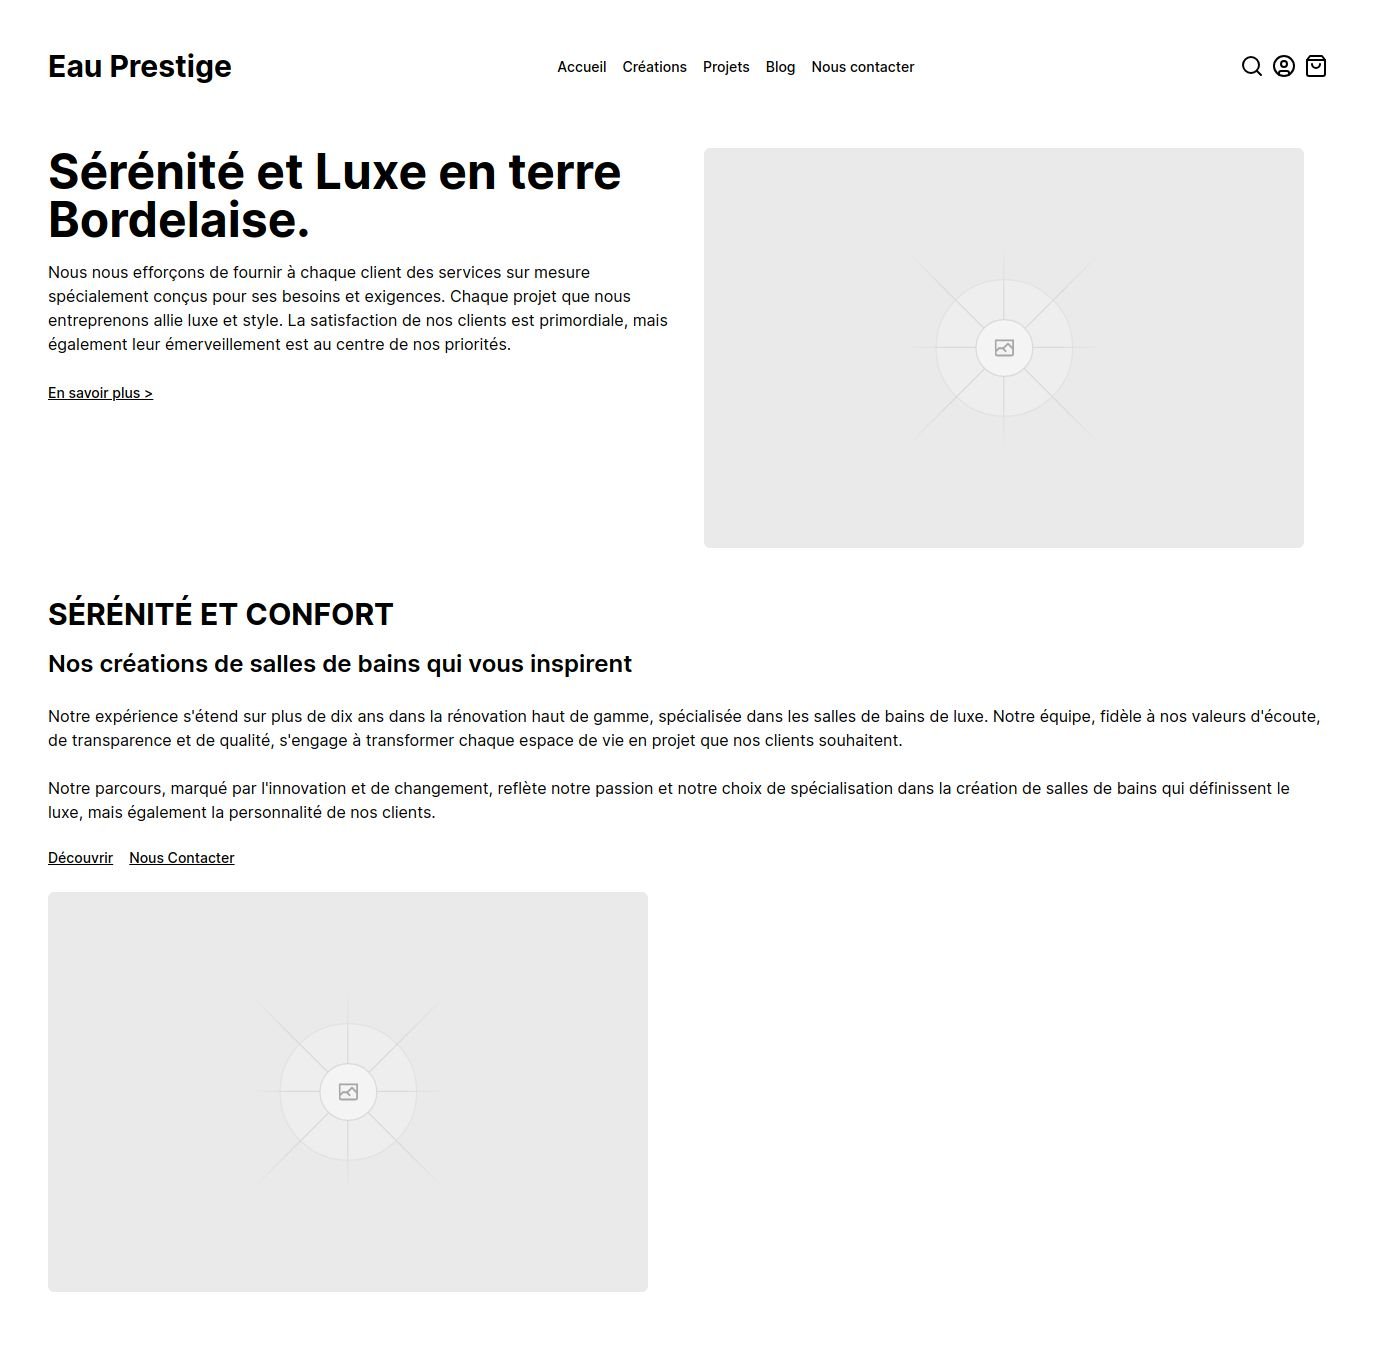 Eau Prestige
Accueil Créations Projets Blog Nous contacter
Sérénité et Luxe en terre
Bordelaise.
Nous nous efforçons de fournir à chaque client des services sur mesure
spécialement conçus pour ses besoins et exigences. Chaque projet que nous
entreprenons allie luxe et style. La satisfaction de nos clients est primordiale, mais
également leur émerveillement est au centre de nos priorités.
En savoir plus >
SÉRÉNITÉ ET CONFORT
Nos créations de salles de bains qui vous inspirent
Notre expérience s'étend sur plus de dix ans dans la rénovation haut de gamme, spécialisée dans les salles de bains de luxe. Notre équipe, fidèle à nos valeurs d'écoute,
de transparence et de qualité, s'engage à transformer chaque espace de vie en projet que nos clients souhaitent.
Notre parcours, marqué par l'innovation et de changement, reflète notre passion et notre choix de spécialisation dans la création de salles de bains qui définissent le
luxe, mais également la personnalité de nos clients.
Découvrir Nous Contacter